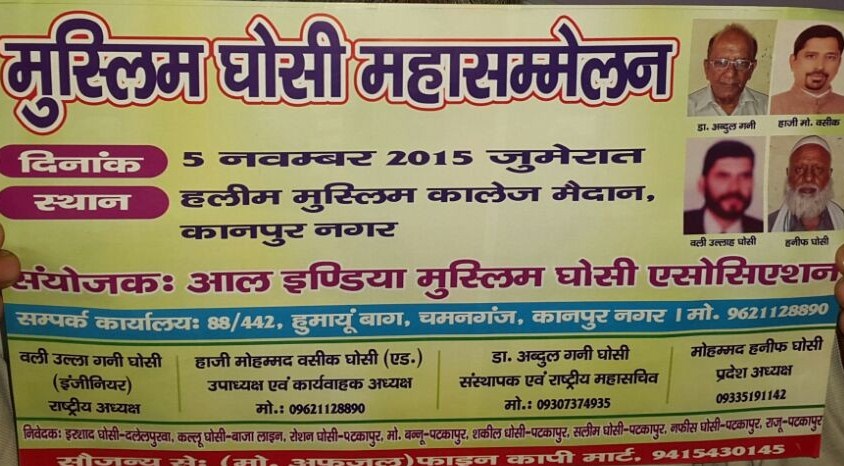 मुस्लिम घोसी महासम्मेलन
डा. अब्दुल गनी
हाजी मो. वसीक
वली उल्लाह घोसी
हनीफ घोसी
दिनांक 5 नवम्बर 2015 जुमेरात
स्थान हलीम मुस्लिम कालेज मैदान,
कानपुर नगर
संयोजकः आल इण्डिया मुस्लिम घोसी एसोसिएशन
सम्पर्क कार्यालयः 88/442, हुमायूं बाग, चमनगंज, कानपुर नगर । मो. 9621128890
वली उल्ला गनी घोसी
(इंजीनियर)
राष्ट्रीय अध्यक्ष
हाजी मोहम्मद वसीक घोसी (एड.)
उपाध्यक्ष एवं कार्यवाहक अध्यक्ष
मो.: 09621128890
डा. अब्दुल गनी घोसी
संस्थापक एवं राष्ट्रीय महासचिव
मो.: 09307374935
मोहम्मद हनीफ घोसी
प्रदेश अध्यक्ष
09335191142
निवेदकः इरशाद घोसी-दलेलपुरवा, कल्लू घोसी-बाजा लाइन, रोशन घोसी-पटकापुर, मो. बन्नू-पटकापुर, शकील घोसी-पटकापुर, सलीम घोसी-पटकापुर, नफीस घोसी-पटकापुर, राजू-पटकापुर
सौजन्य सेः (मो. अफजल) फाइन कापी मार्ट. 9415430145